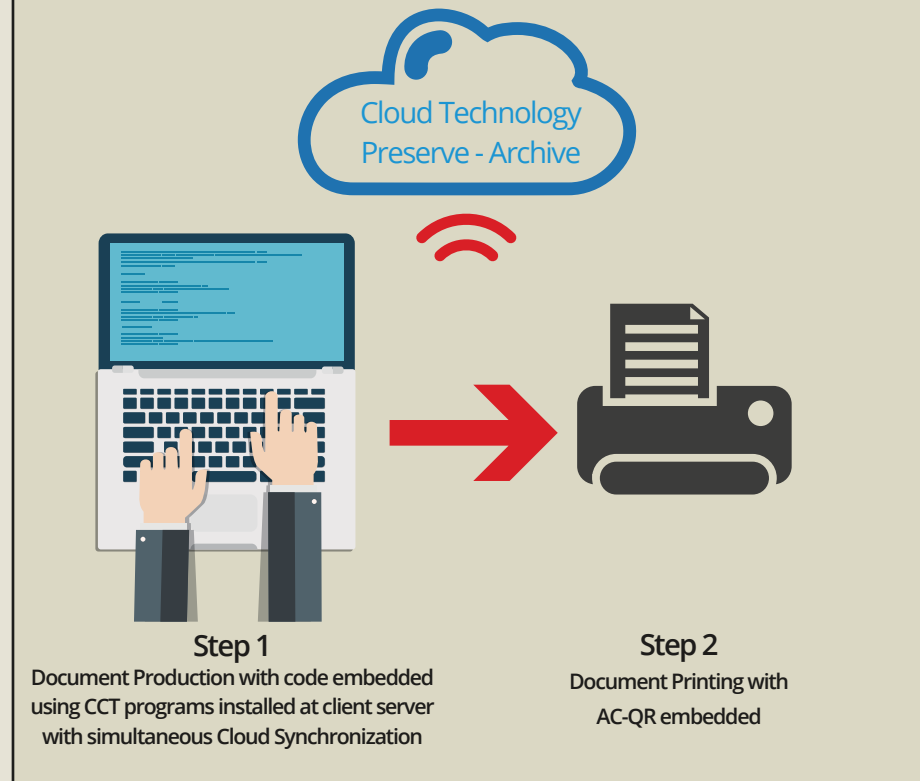 Cloud Technology
Preserve - Archive
Step 1
Document Production with code embedded
using CCT programs installed at client server
with simultaneous Cloud Synchronization
Step 2
Document Printing with
AC-QR embedded